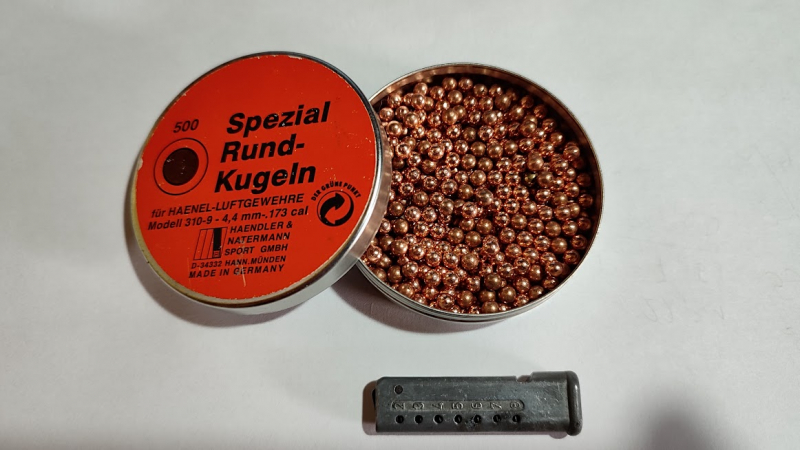 500
Spezial
Rund-
Kugeln
für HAENEL-LUFTGEWEHRE
Modell 310-9 - 4,4 mm-.173 cal
DER GRÜNE PUNKT
HAENDLER &
NATERMANN
SPORT GMBH
D-34332 HANN.MÜNDEN
MADE IN GERMANY